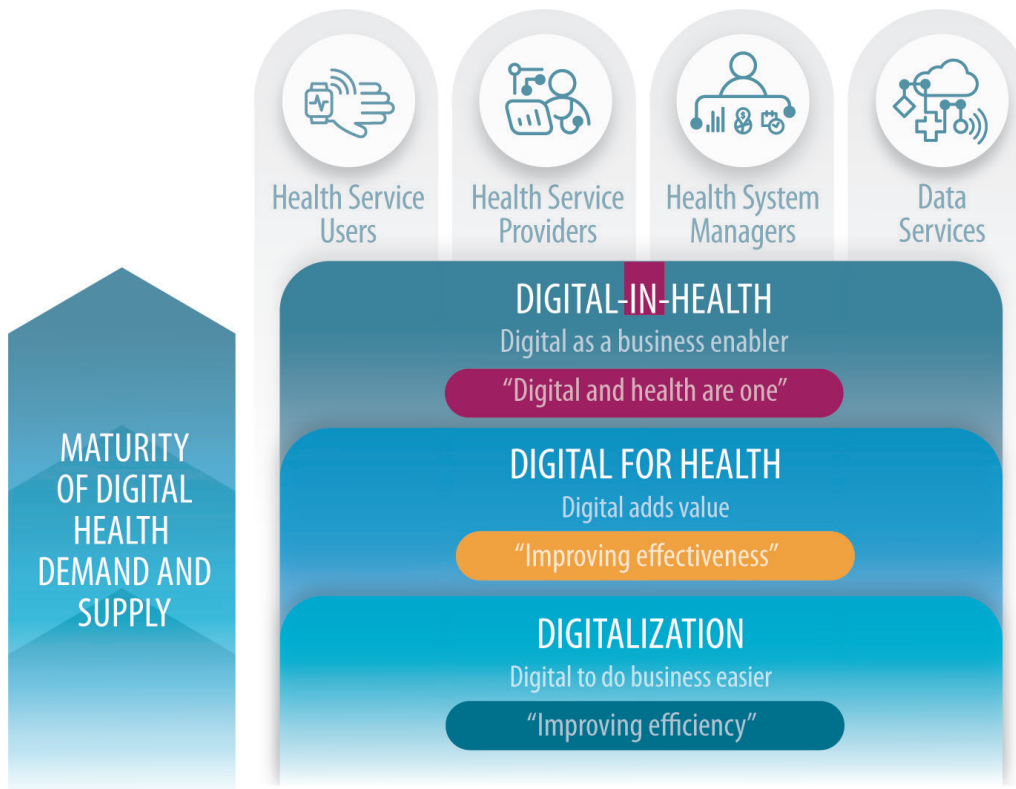 Health Service
Users
Health Service
Providers
Health System
Managers
Data
Services
MATURITY
OF DIGITAL
HEALTH
DEMAND AND
SUPPLY
DIGITAL-IN-HEALTH
Digital as a business enabler
“Digital and health are one”
DIGITAL FOR HEALTH
Digital adds value
“Improving effectiveness”
DIGITALIZATION
Digital to do business easier
“Improving efficiency”